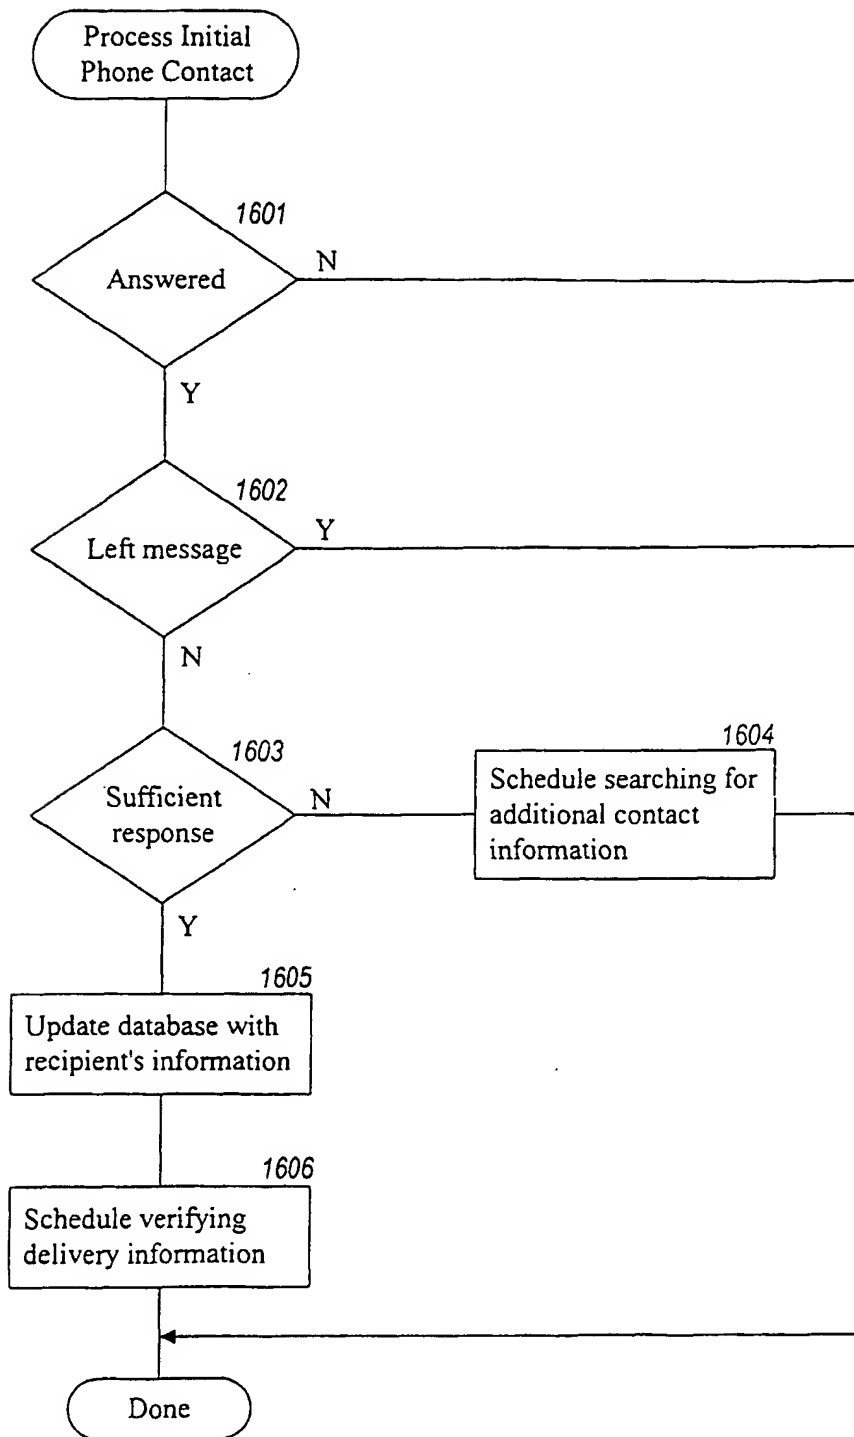 Process Initial
Phone Contact
1601
Answered
N
Y
1602
Left message
Y
N
1603
Sufficient
response
N
1604
Schedule searching for
additional contact
information
Y
1605
Update database with
recipient's information
1606
Schedule verifying
delivery information
Done